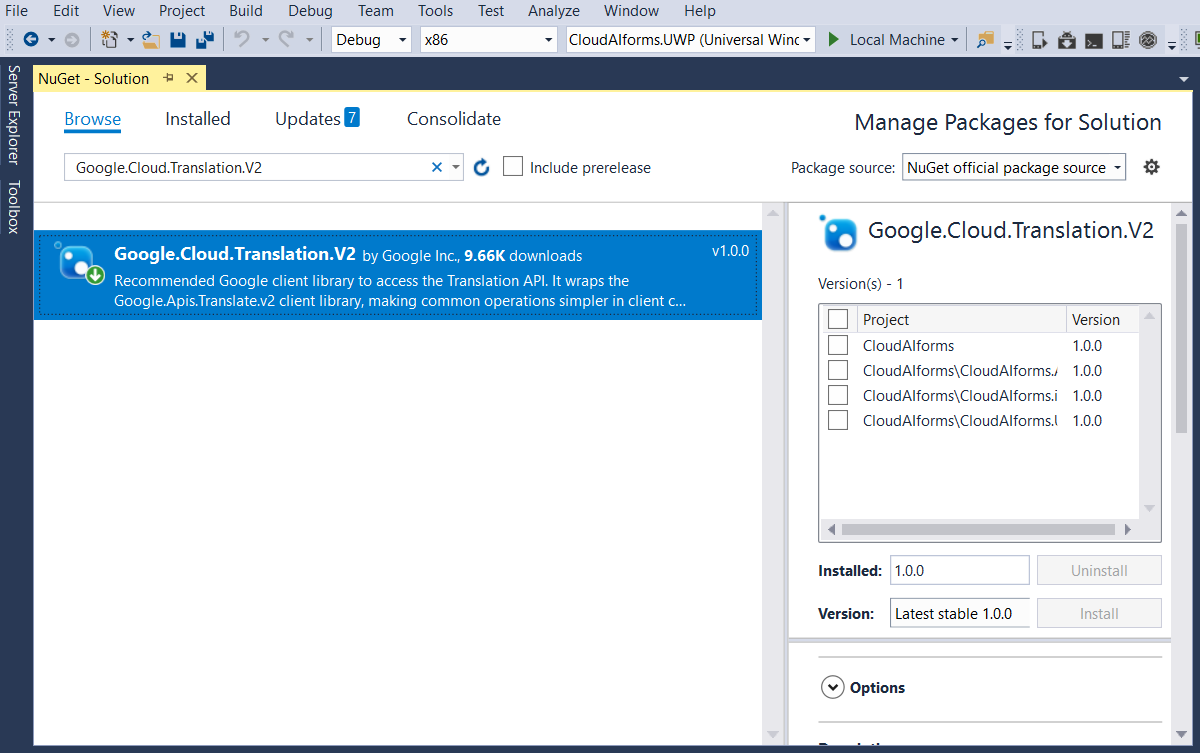 File Edit View Project Build Debug Team Tools Test Analyze Window Help
Debug x86 CloudAIforms.UWP (Universal Winc Local Machine
Server Explorer
Toolbox
NuGet - Solution
Browse Installed Updates 7 Consolidate
Manage Packages for Solution
Google.Cloud.Translation.V2
Include prerelease
Package source: NuGet official package source
Google.Cloud.Translation.V2 by Google Inc., 9.66K downloads
v1.0.0
Recommended Google client library to access the Translation API. It wraps the
Google.Apis.Translate.v2 client library, making common operations simpler in client c...
Google.Cloud.Translation.V2
Version(s) - 1
Project Version
CloudAIforms 1.0.0
CloudAIforms\CloudAIforms. 1.0.0
CloudAIforms\CloudAIforms.i 1.0.0
CloudAIforms\CloudAIforms. 1.0.0
Installed: 1.0.0 Uninstall
Version: Latest stable 1.0.0 Install
Options